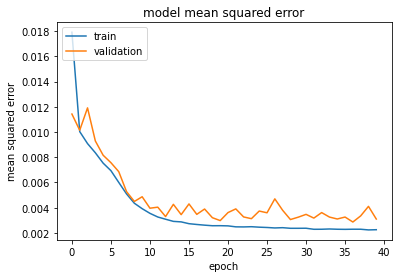 model mean squared error
train
validation
mean squared error
0.018
0.016
0.014
0.012
0.010
0.008
0.006
0.004
0.002
0 5 10 15 20 25 30 35 40
epoch